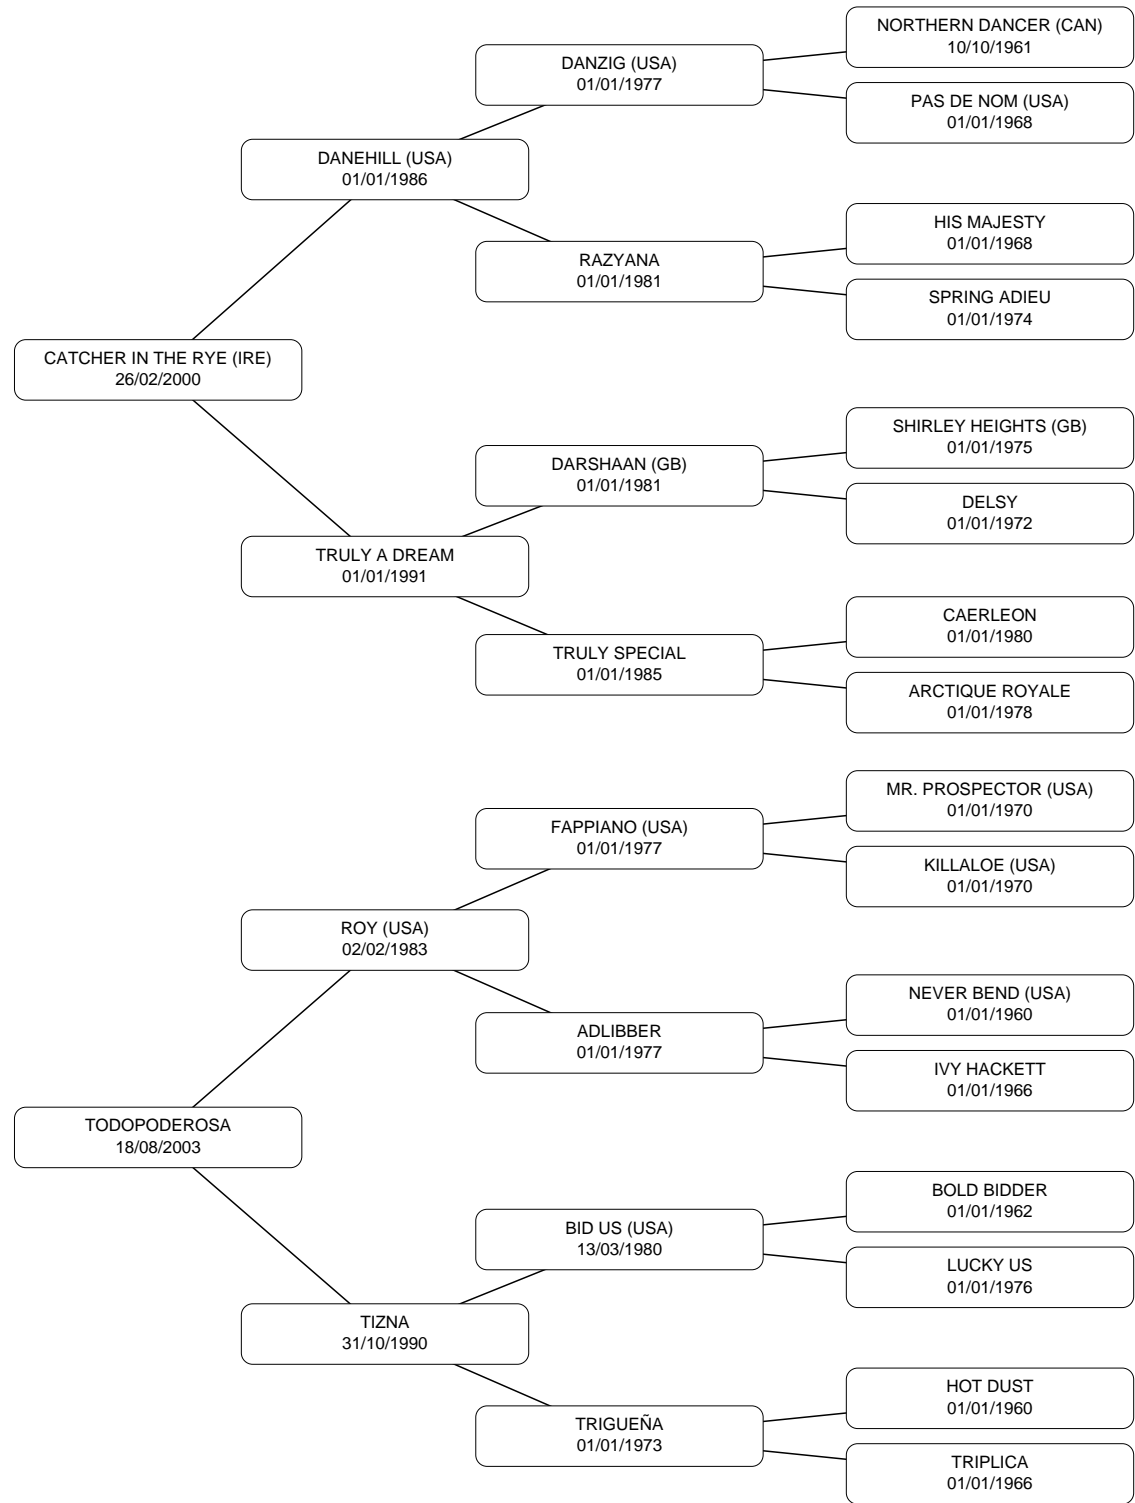 NORTHERN DANCER (CAN)
10/10/1961
DANZIG (USA)
01/01/1977
PAS DE NOM (USA)
01/01/1968
DANEHILL (USA)
01/01/1986
HIS MAJESTY
01/01/1968
RAZYANA
01/01/1981
SPRING ADIEU
01/01/1974
CATCHER IN THE RYE (IRE)
26/02/2000
SHIRLEY HEIGHTS (GB)
01/01/1975
DARSHAAN (GB)
01/01/1981
DELSY
01/01/1972
TRULY A DREAM
01/01/1991
CAERLEON
01/01/1980
TRULY SPECIAL
01/01/1985
ARCTIQUE ROYALE
01/01/1978
MR. PROSPECTOR (USA)
01/01/1970
FAPPIANO (USA)
01/01/1977
KILLALOE (USA)
01/01/1970
ROY (USA)
02/02/1983
NEVER BEND (USA)
01/01/1960
ADLIBBER
01/01/1977
IVY HACKETT
01/01/1966
TODOPODEROSA
18/08/2003
BOLD BIDDER
01/01/1962
BID US (USA)
13/03/1980
LUCKY US
01/01/1976
TIZNA
31/10/1990
HOT DUST
01/01/1960
TRIGUEÑA
01/01/1973
TRIPLICA
01/01/1966